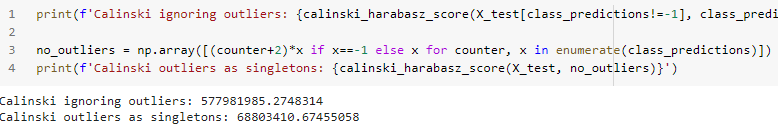 1 print(f'Calinski ignoring outliers: {calinski_harabasz_score(X_test[class_predictions!=-1], class_predi
2
3 no_outliers = np.array([(counter+2)*x if x==-1 else x for counter, x in enumerate(class_predictions)])
4 print(f'Calinski outliers as singletons: {calinski_harabasz_score(X_test, no_outliers)}')
Calinski ignoring outliers: 577981985.2748314
Calinski outliers as singletons: 68803410.67455058